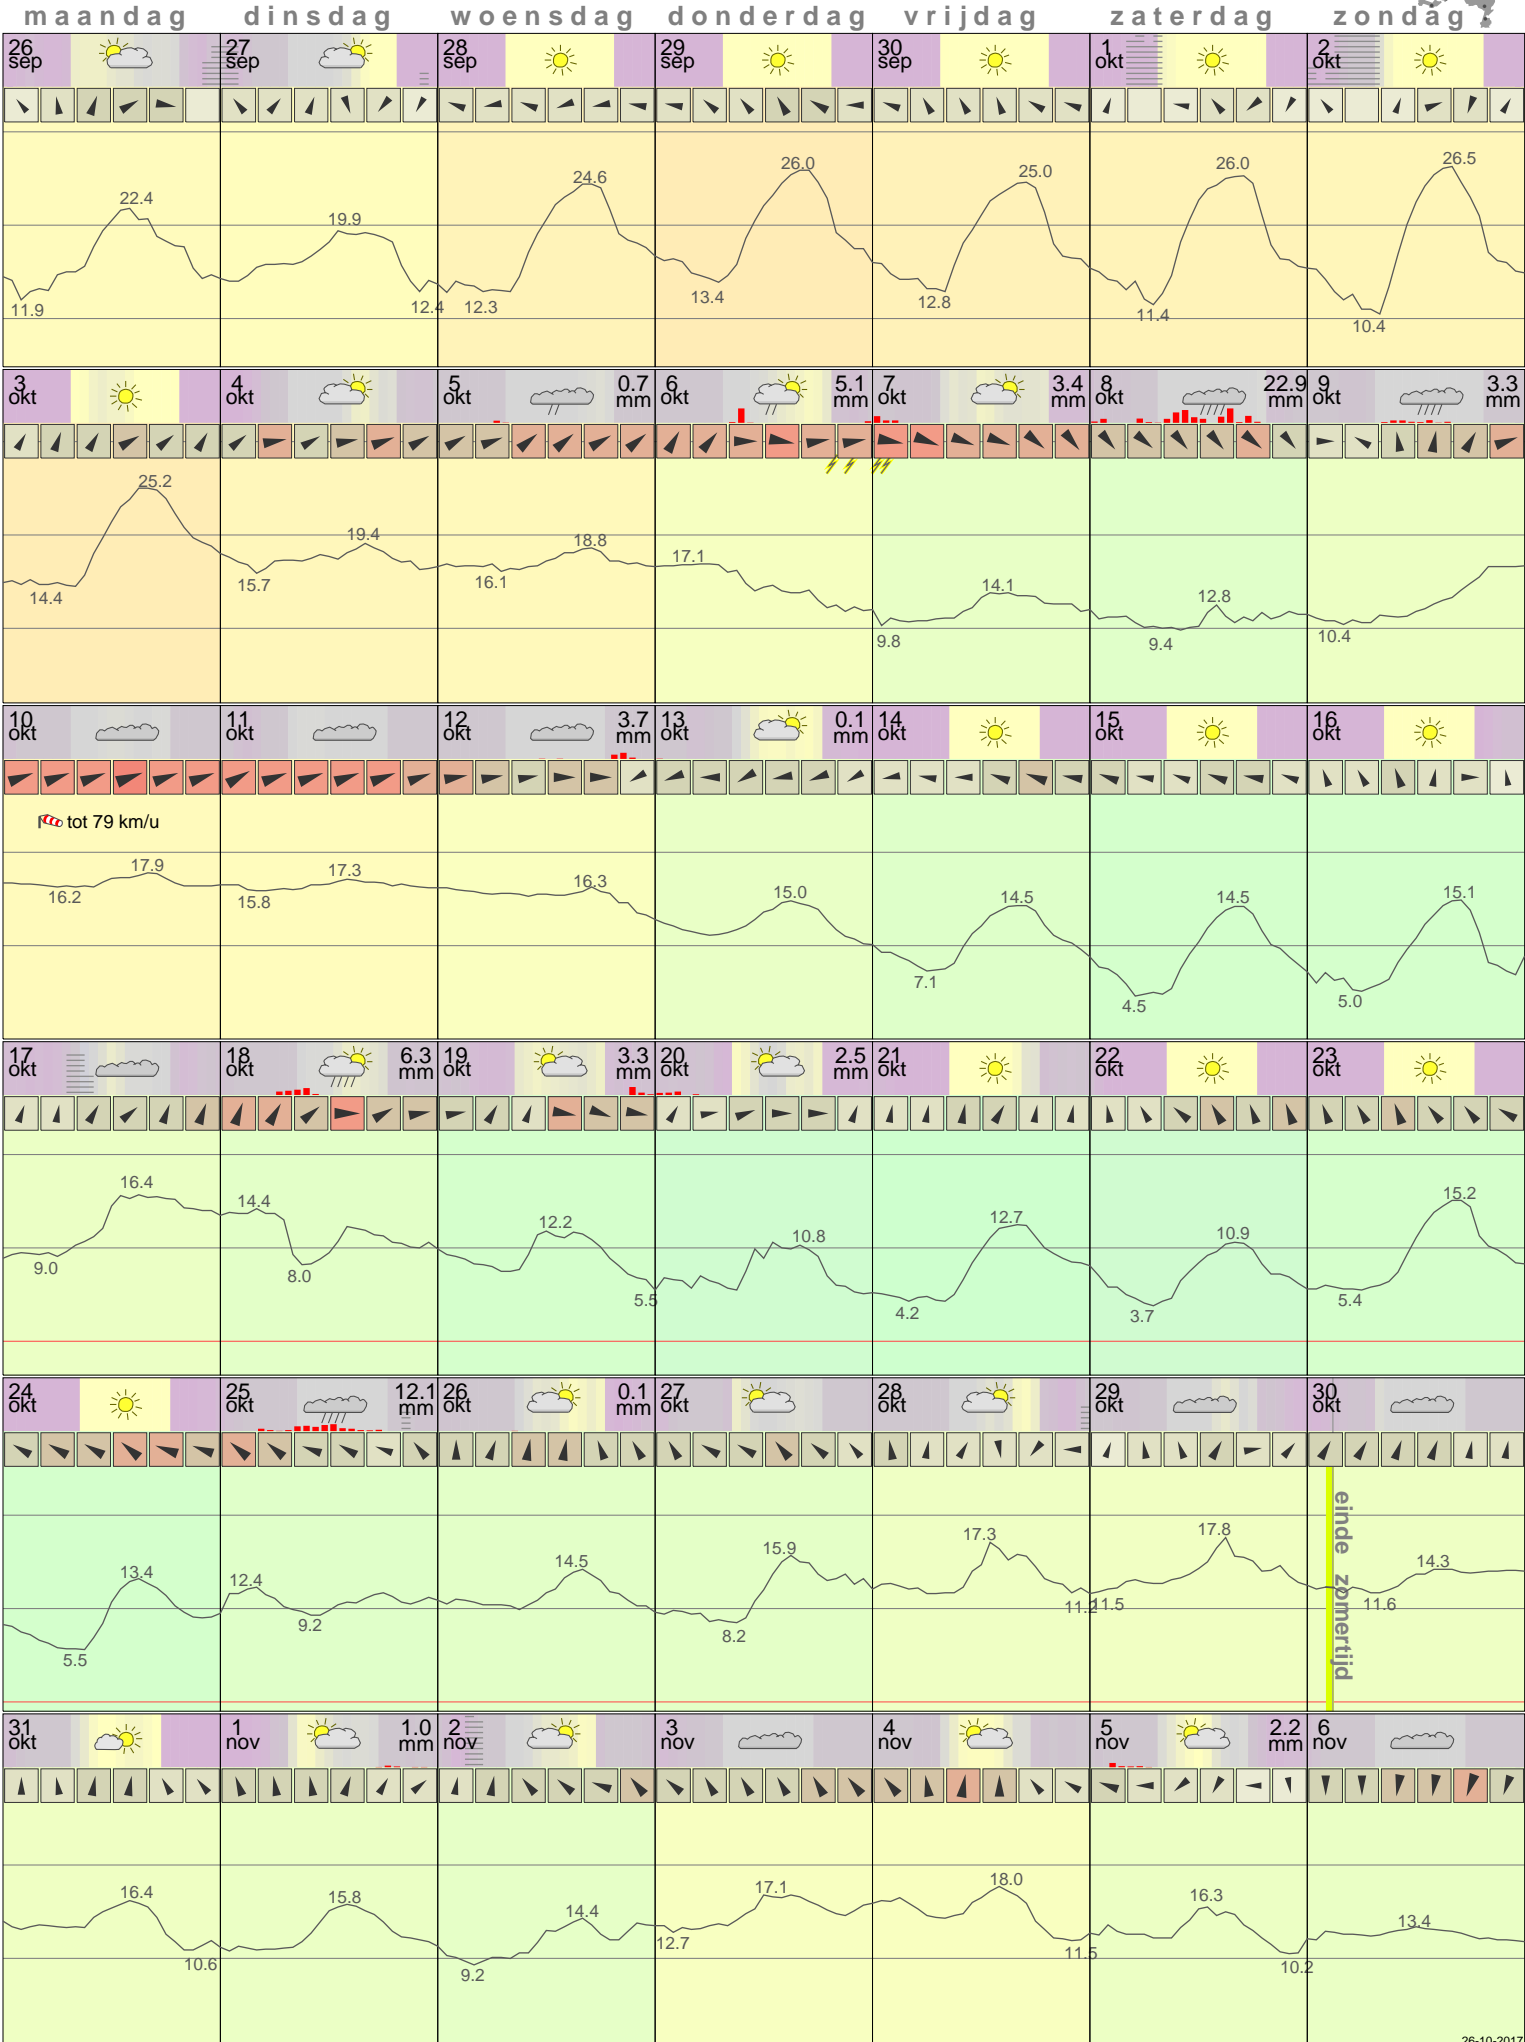 maandag dinsdag woensdag donderdag vrijdag zaterdag zondag
26 27 28 29 30 1 2
sep sep sep sep sep okt okt
22.4 19.9 24.6 26.0 25.0 26.0 26.5
11.9 12.4 12.3 13.4 12.8 11.4 10.4
3 4 5 0.7 6 5.1 7 3.4 8 22.9 9 3.3
okt okt okt mm okt mm okt mm okt mm okt mm
25.2 19.4 18.8 17.1 14.1 12.8
14.4 15.7 16.1 9.8 9.4 10.4
10 11 12 3.7 13 0.1 14 15 16
okt okt okt mm okt mm okt okt okt
tot 79 km/u
17.9 17.3 16.3 15.0 14.5 14.5 15.1
16.2 15.8 7.1 4.5 5.0
17 18 6.3 19 3.3 20 2.5 21 22 23
okt okt mm okt mm okt mm okt okt okt
16.4 14.4 12.2 10.8 12.7 10.9 15.2
9.0 8.0 5.5 4.2 3.7 5.4
24 25 12.1 26 0.1 27 28 29 30
okt okt mm okt mm okt okt okt okt
einde zomertijd
13.4 12.4 14.5 15.9 17.3 17.8 14.3
5.5 9.2 8.2 11.2 11.5 11.6
31 1 1.0 2 3 4 5 2.2 6
okt nov mm nov nov nov nov mm nov
16.4 15.8 14.4 17.1 18.0 16.3 13.4
10.6 9.2 12.7 11.5 10.2
26-10-2017